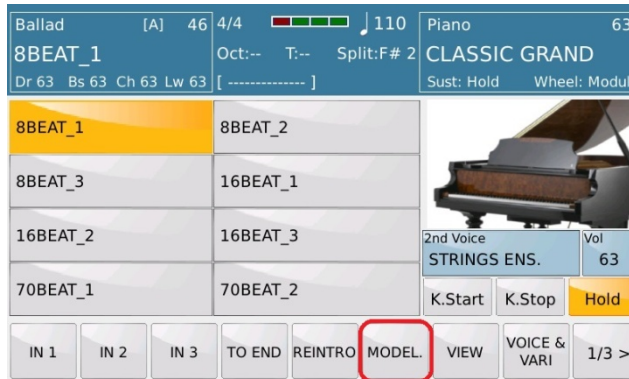 Ballad [A] 46
8BEAT_1
Dr 63 Bs 63 Ch 63 Lw 63
4/4 110
Oct:-- T:-- Split:F# 2
[ -------------- ]
Piano 63
CLASSIC GRAND
Sust: Hold Wheel: Modul
8BEAT_1 8BEAT_2
8BEAT_3 16BEAT_1
16BEAT_2 16BEAT_3
70BEAT_1 70BEAT_2
2nd Voice Vol
STRINGS ENS. 63
K.Start K.Stop Hold
IN 1 IN 2 IN 3 TO END REINTRO MODEL. VIEW VOICE & VARI 1/3 >